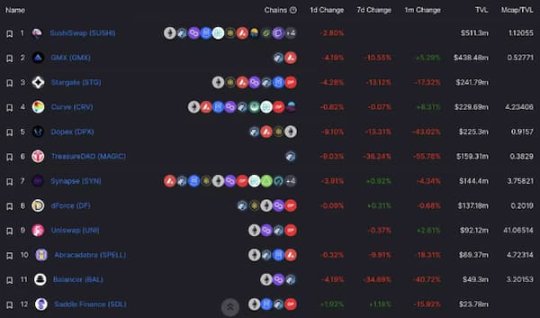 Name Chains 1d Change 7d Change 1m Change TVL Mcap/TVL
1 SushiSwap (SUSHI) +4 -2.80% $511.3m 1.12055
2 GMX (GMX) -4.19% -10.55% +5.29% $438.48m 0.52771
3 Stargate (STG) -4.28% -13.12% -17.32% $241.79m
4 Curve (CRV) -0.82% -0.07% +8.31% $229.69m 4.23406
5 Dopex (DPX) -9.10% -13.31% -43.02% $225.3m 0.9157
6 TreasureDAO (MAGIC) -9.03% -36.24% -55.78% $159.31m 0.3829
7 Synapse (SYN) +4 -3.91% +0.92% -4.34% $144.4m 3.75821
8 dForce (DF) -0.09% +0.31% -0.68% $137.18m 0.2019
9 Uniswap (UNI) -0.37% +2.61% $92.12m 41.06514
10 Abracadabra (SPELL) -0.32% -9.91% -18.31% $69.37m 4.72314
11 Balancer (BAL) -4.19% -34.69% -40.72% $49.3m 3.20153
12 Saddle Finance (SDL) +1.02% +1.18% -15.92% $23.78m